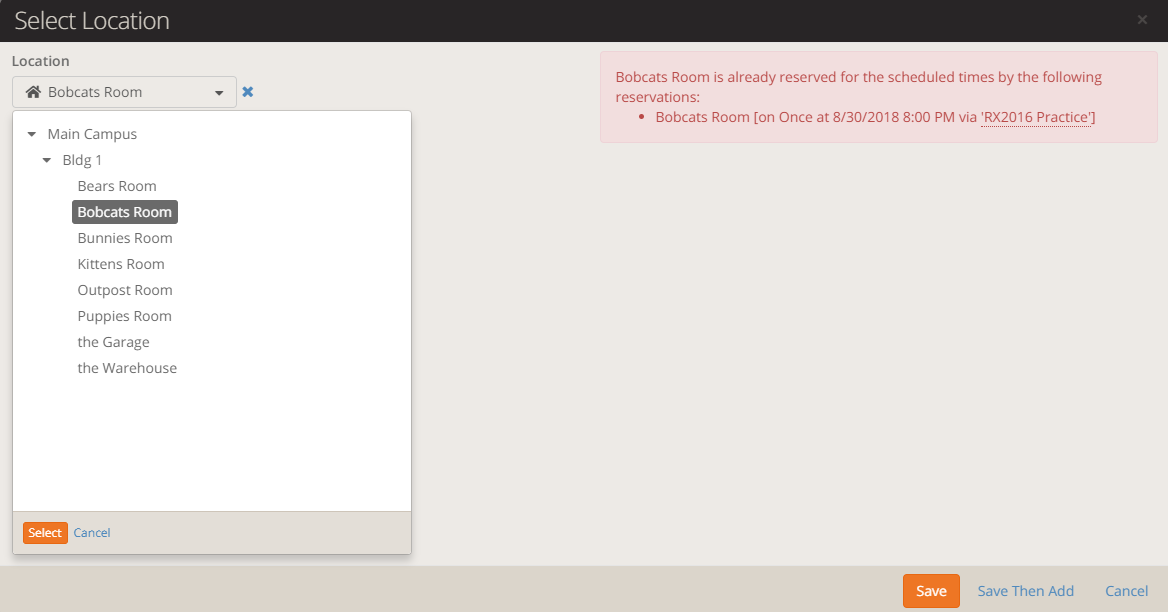 Select Location
×
Location
Bobcats Room
Main Campus
Bldg 1
Bears Room
Bobcats Room
Bunnies Room
Kittens Room
Outpost Room
Puppies Room
the Garage
the Warehouse
Select Cancel
Bobcats Room is already reserved for the scheduled times by the following
reservations:
• Bobcats Room [on Once at 8/30/2018 8:00 PM via 'RX2016 Practice']
Save Save Then Add Cancel